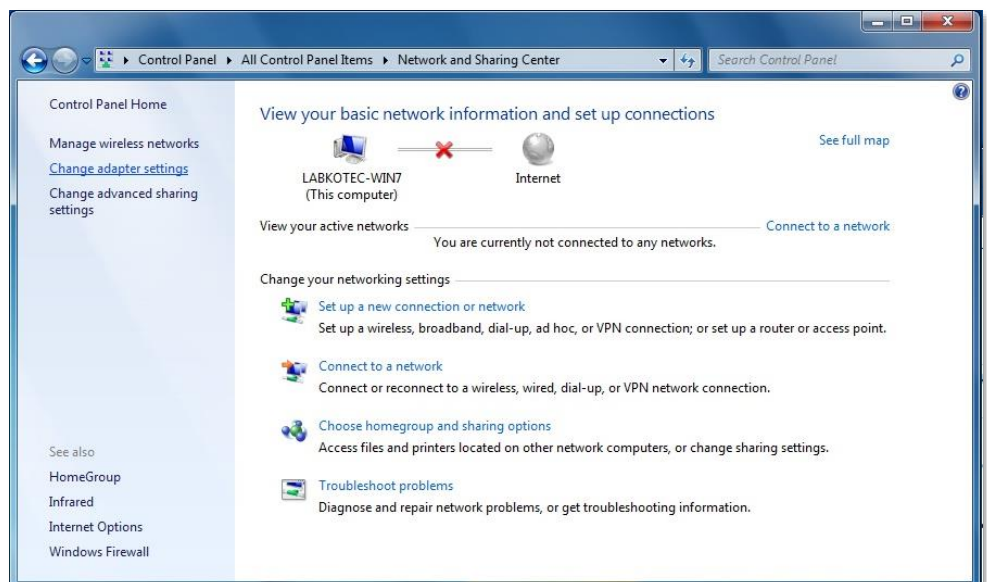 Control Panel ▸ All Control Panel Items ▸ Network and Sharing Center
Search Control Panel
Control Panel Home
Manage wireless networks
Change adapter settings
Change advanced sharing
settings
See also
HomeGroup
Infrared
Internet Options
Windows Firewall
View your basic network information and set up connections
See full map
LABKOTEC-WIN7
(This computer)
Internet
View your active networks
Connect to a network
You are currently not connected to any networks.
Change your networking settings
Set up a new connection or network
Set up a wireless, broadband, dial-up, ad hoc, or VPN connection; or set up a router or access point.
Connect to a network
Connect or reconnect to a wireless, wired, dial-up, or VPN network connection.
Choose homegroup and sharing options
Access files and printers located on other network computers, or change sharing settings.
Troubleshoot problems
Diagnose and repair network problems, or get troubleshooting information.